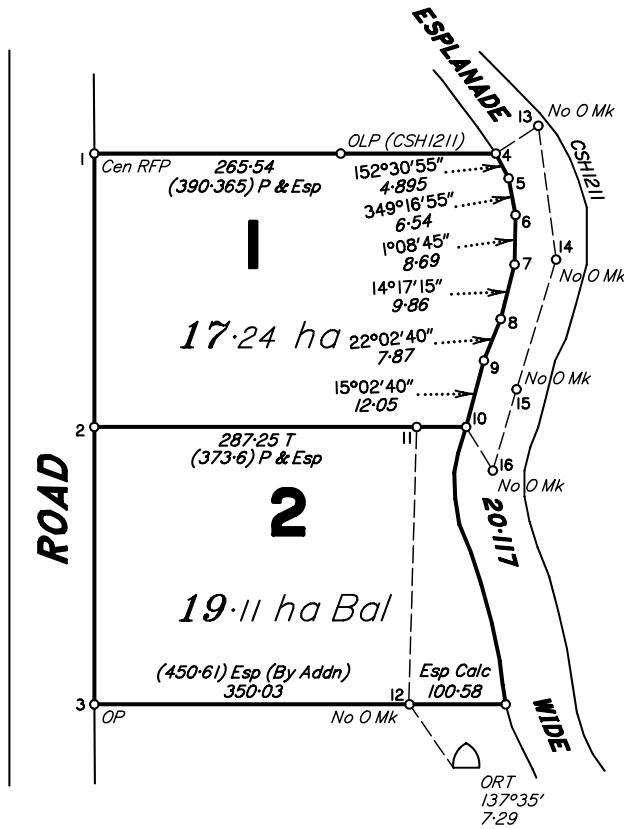 ESPLANADE
13
No O Mk
CSH1211
1
Cen RFP
OLP (CSH1211)
4
265·54
(390·365) P & Esp
152°30'55"
4·895
5
349°16'55"
6·54
6
1
1°08'45"
8·69
7
14
No O Mk
14°17'15"
9·86
8
17·24 ha
22°02'40"
7·87
9
15°02'40"
12·05
No O Mk
15
10
2
287·25 T
(373·6) P & Esp
11
16
No O Mk
ROAD
2
20·117
19·11 ha Bal
(450·61) Esp (By Addn)
350·03
Esp Calc
100·58
3
OP
12
No O Mk
WIDE
ORT
137°35'
7·29